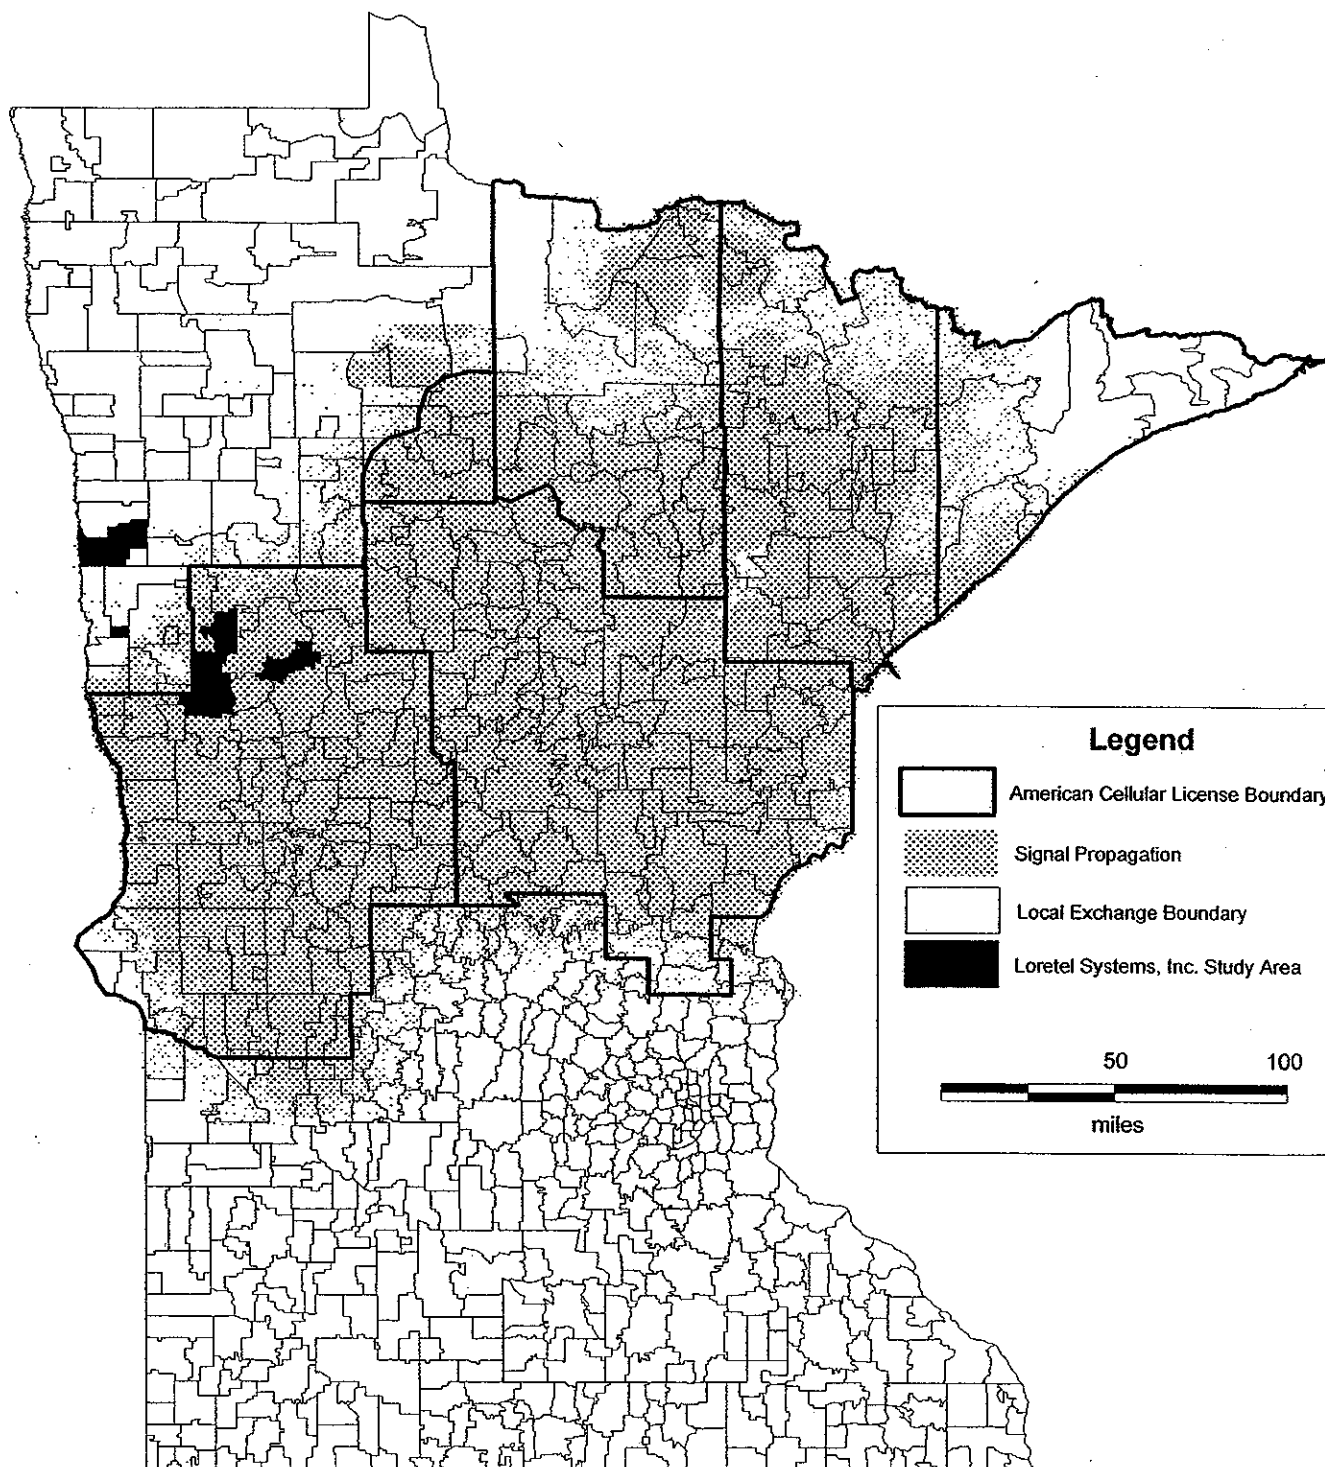 Legend
American Cellular License Boundary
Signal Propagation
Local Exchange Boundary
Loretel Systems, Inc. Study Area
50 100
miles